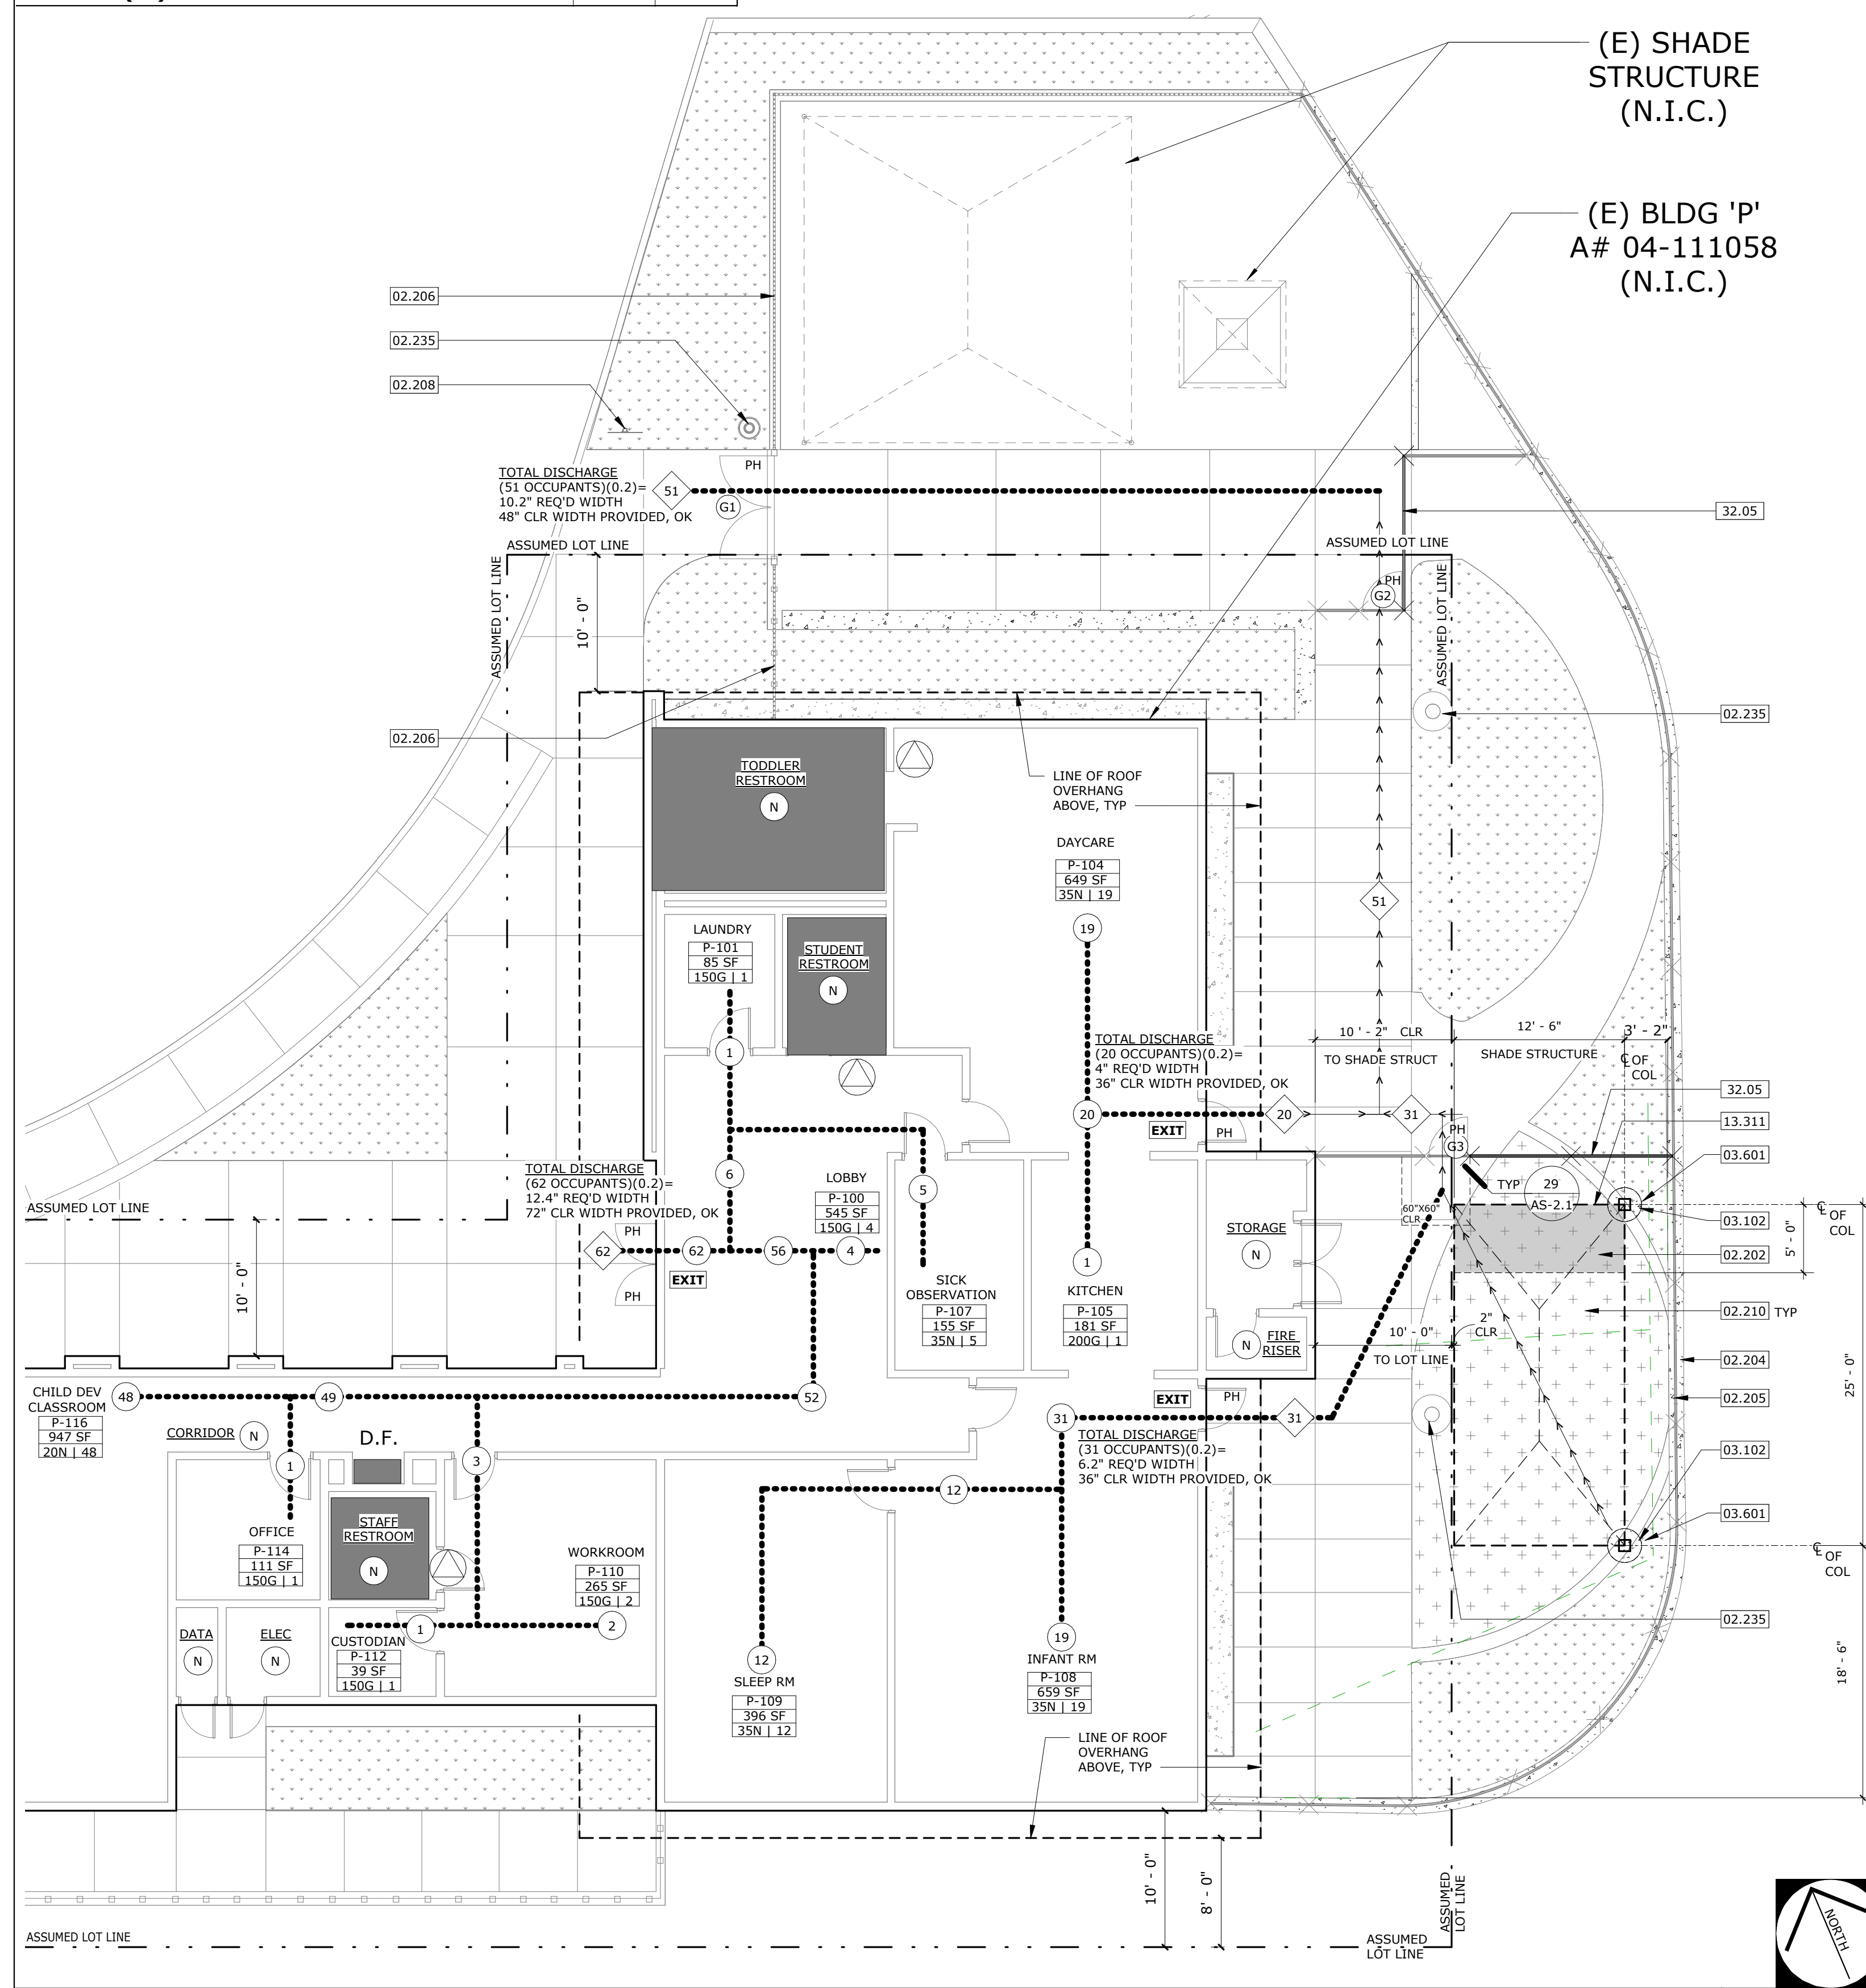 (E) SHADE
STRUCTURE
(N.I.C.)
(E) BLDG 'P'
A# 04-111058
(N.I.C.)
02.206
02.235
02.208
TOTAL DISCHARGE
(51 OCCUPANTS)(0.2)=
10.2" REQ'D WIDTH
48" CLR WIDTH PROVIDED, OK
51
PH
G1
32.05
ASSUMED LOT LINE
ASSUMED LOT LINE
ASSUMED LOT LINE
ASSUMED LOT LINE
10' - 0"
PH
G2
02.235
02.206
TODDLER
RESTROOM
N
LINE OF ROOF
OVERHANG
ABOVE, TYP
DAYCARE
P-104
649 SF
35N | 19
19
51
LAUNDRY
P-101
85 SF
150G | 1
STUDENT
RESTROOM
N
1
TOTAL DISCHARGE
(20 OCCUPANTS)(0.2)=
4" REQ'D WIDTH
36" CLR WIDTH PROVIDED, OK
10 ' - 2" CLR
TO SHADE STRUCT
12' - 6"
SHADE STRUCTURE
3' - 2"
℄ OF
COL
32.05
13.311
03.601
20
EXIT
20
PH
31
PH
G3
TYP
29
AS-2.1
TOTAL DISCHARGE
(62 OCCUPANTS)(0.2)=
12.4" REQ'D WIDTH
72" CLR WIDTH PROVIDED, OK
6
5
LOBBY
P-100
545 SF
150G | 4
ASSUMED LOT LINE
PH
62
62
56
4
EXIT
PH
STORAGE
N
60"X60"
CLR
03.102
℄ OF
COL
02.202
5' - 0"
10' - 0"
SICK
OBSERVATION
P-107
155 SF
35N | 5
1
KITCHEN
P-105
181 SF
200G | 1
N
FIRE
RISER
10' - 0"
TO LOT LINE
2"
CLR
02.210 TYP
02.204
02.205
25' - 0"
CHILD DEV
CLASSROOM
P-116
947 SF
20N | 48
48
49
52
CORRIDOR
N
D.F.
EXIT
PH
31
31
TOTAL DISCHARGE
(31 OCCUPANTS)(0.2)=
6.2" REQ'D WIDTH
36" CLR WIDTH PROVIDED, OK
03.102
1
3
12
03.601
OFFICE
P-114
111 SF
150G | 1
STAFF
RESTROOM
N
WORKROOM
P-110
265 SF
150G | 2
℄ OF
COL
02.235
DATA
N
ELEC
N
CUSTODIAN
P-112
39 SF
150G | 1
1
2
12
SLEEP RM
P-109
396 SF
35N | 12
19
INFANT RM
P-108
659 SF
35N | 19
18' - 6"
LINE OF ROOF
OVERHANG
ABOVE, TYP
10' - 0"
8' - 0"
ASSUMED
LOT LINE
ASSUMED LOT LINE
ASSUMED
LOT LINE
NORTH